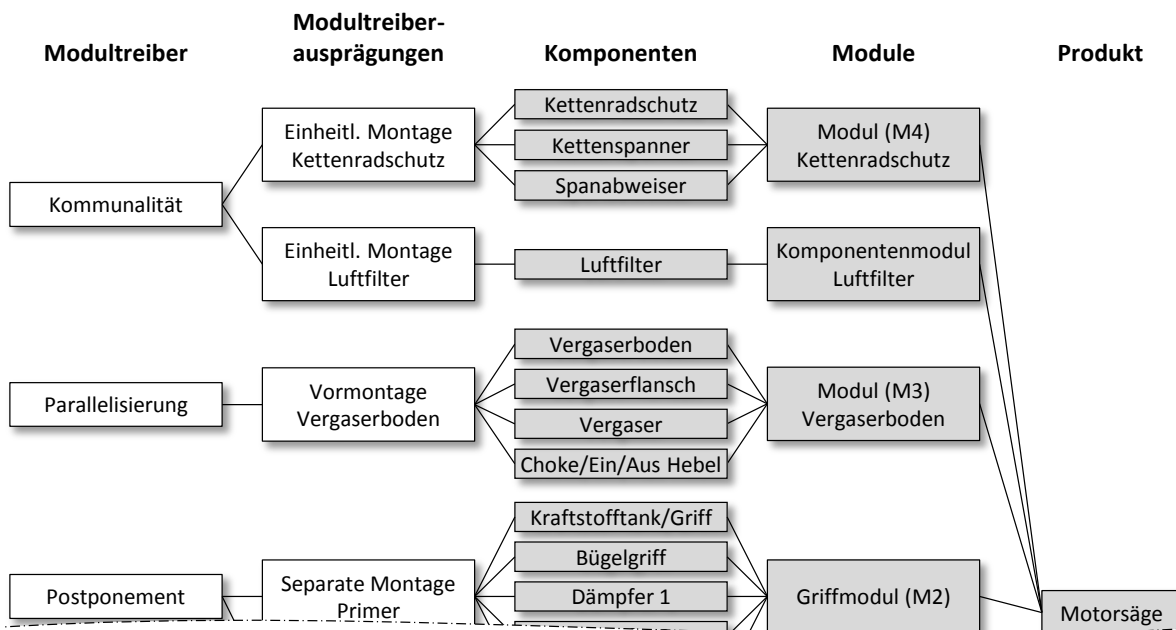 Modultreiber
Modultreiber-
ausprägungen
Komponenten
Module
Produkt
Kommunalität
Einheitl. Montage
Kettenradschutz
Kettenradschutz
Kettenspanner
Spanabweiser
Modul (M4)
Kettenradschutz
Einheitl. Montage
Luftfilter
Luftfilter
Komponentenmodul
Luftfilter
Parallelisierung
Vormontage
Vergaserboden
Vergaserboden
Vergaserflansch
Vergaser
Choke/Ein/Aus Hebel
Modul (M3)
Vergaserboden
Postponement
Separate Montage
Primer
Kraftstofftank/Griff
Bügelgriff
Dämpfer 1
Griffmodul (M2)
Motorsäge